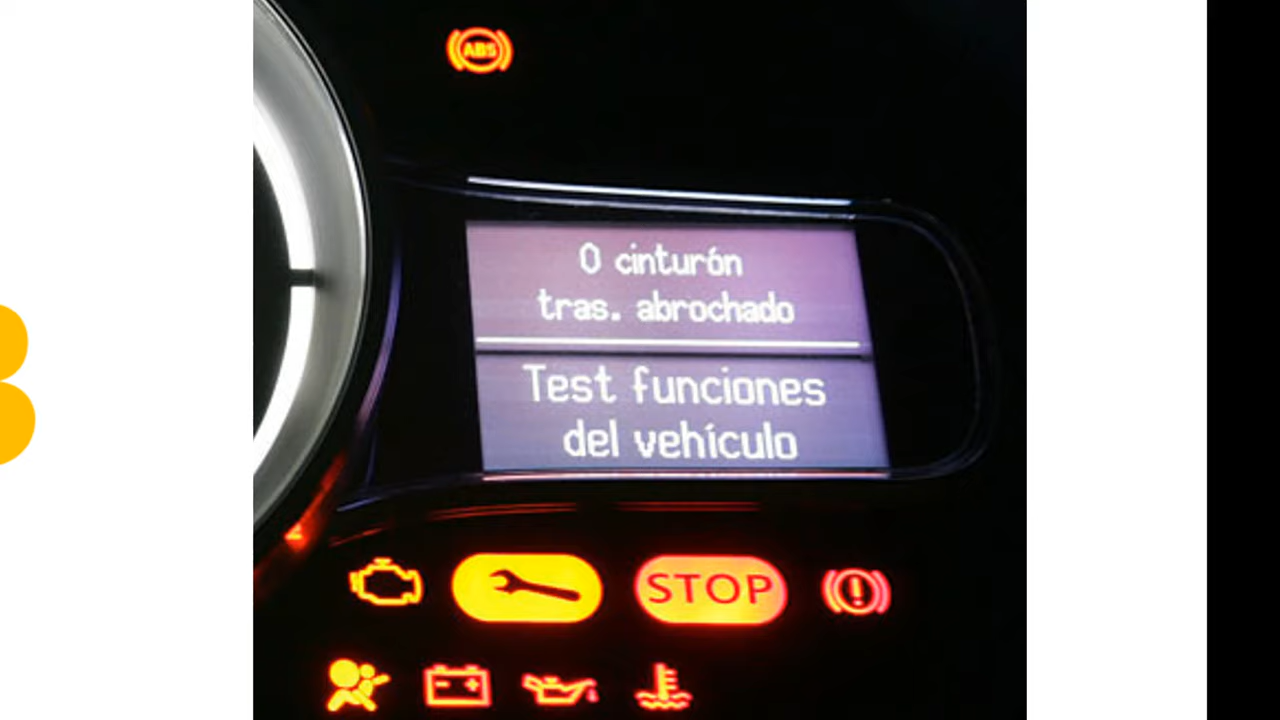 ABS
0 cinturón
tras. abrochado
Test funciones
del vehículo
STOP